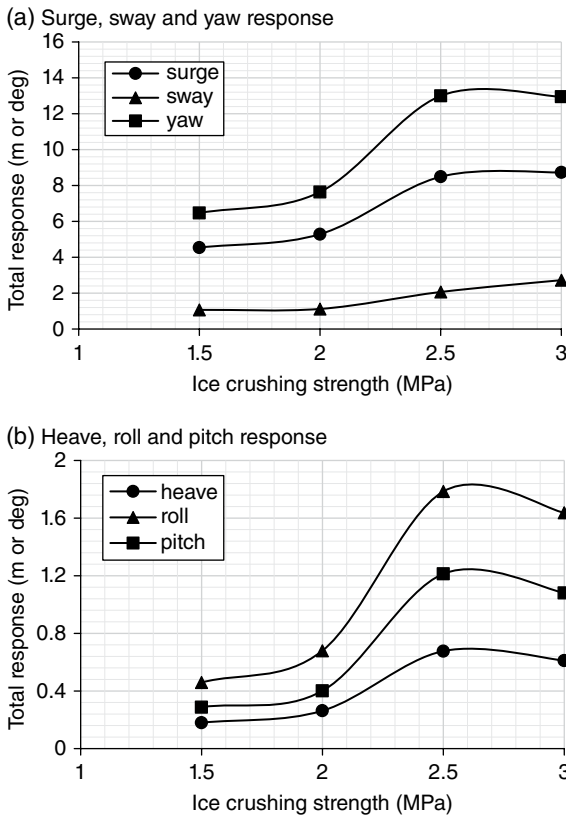 (a) Surge, sway and yaw response
16
14
12
10
8
6
4
2
0
Total response (m or deg)
surge
sway
yaw
1 1.5 2 2.5 3
Ice crushing strength (MPa)
(b) Heave, roll and pitch response
2
1.6
1.2
0.8
0.4
0
Total response (m or deg)
heave
roll
pitch
1 1.5 2 2.5 3
Ice crushing strength (MPa)